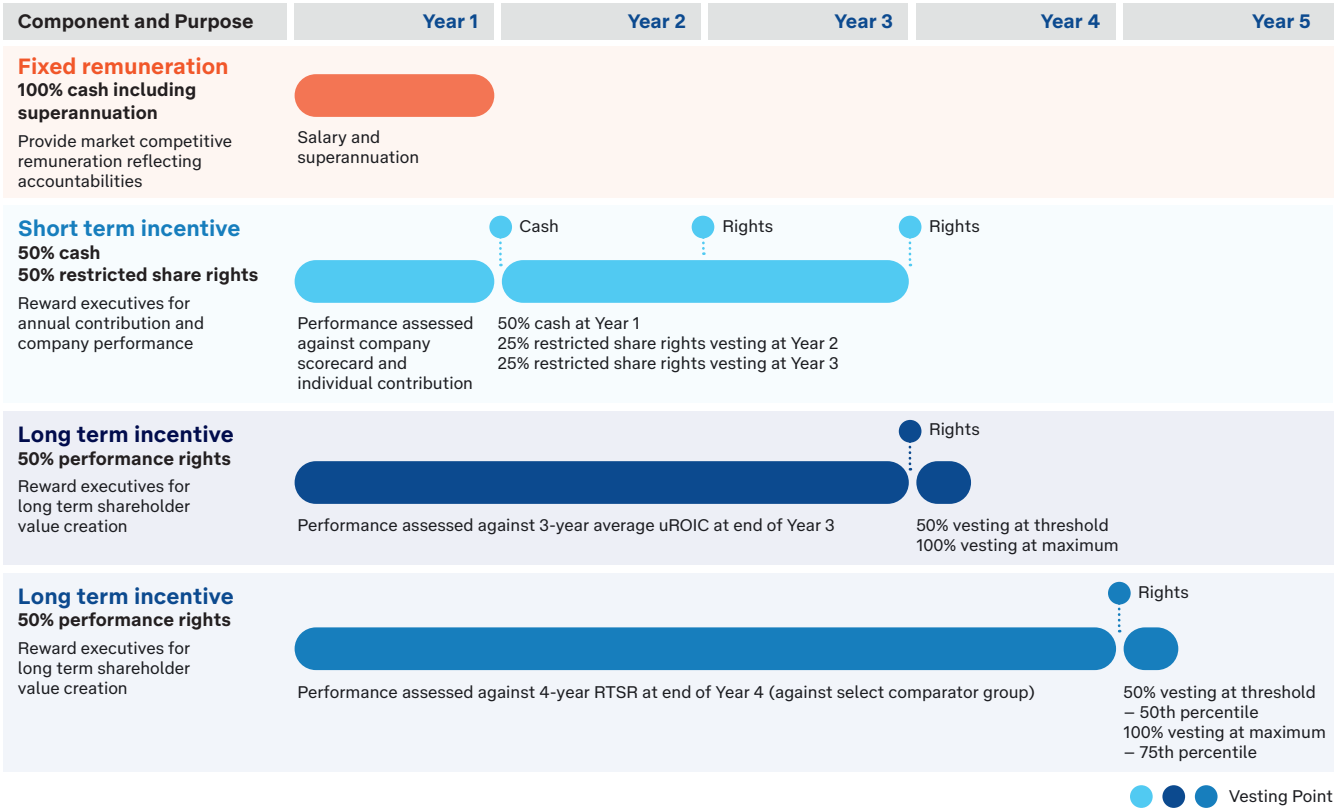 Component and Purpose
Year 1
Year 2
Year 3
Year 4
Year 5
Fixed remuneration
100% cash including
superannuation
Provide market competitive
remuneration reflecting
accountabilities
Salary and
superannuation
Short term incentive
50% cash
50% restricted share rights
Reward executives for
annual contribution and
company performance
Cash
Rights
Rights
Performance assessed
against company
scorecard and
individual contribution
50% cash at Year 1
25% restricted share rights vesting at Year 2
25% restricted share rights vesting at Year 3
Long term incentive
50% performance rights
Reward executives for
long term shareholder
value creation
Rights
Performance assessed against 3-year average uROIC at end of Year 3
50% vesting at threshold
100% vesting at maximum
Long term incentive
50% performance rights
Reward executives for
long term shareholder
value creation
Rights
Performance assessed against 4-year RTSR at end of Year 4 (against select comparator group)
50% vesting at threshold
– 50th percentile
100% vesting at maximum
– 75th percentile
Vesting Point